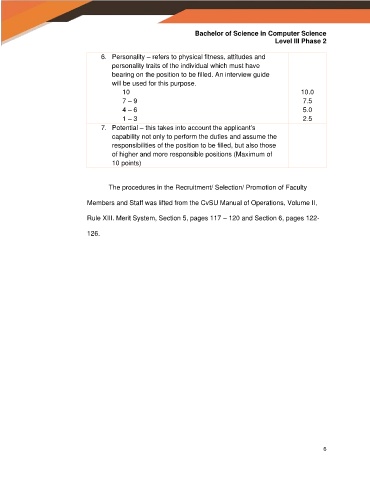 Bachelor of Science in Computer Science
Level III Phase 2
6. Personality – refers to physical fitness, attitudes and
personality traits of the individual which must have
bearing on the position to be filled. An interview guide
will be used for this purpose.
10 10.0
7 – 9 7.5
4 – 6 5.0
1 – 3 2.5
7. Potential – this takes into account the applicant's
capability not only to perform the duties and assume the
responsibilities of the position to be filled, but also those
of higher and more responsible positions (Maximum of
10 points)
The procedures in the Recruitment/ Selection/ Promotion of Faculty
Members and Staff was lifted from the CvSU Manual of Operations, Volume II,
Rule XIII. Merit System, Section 5, pages 117 – 120 and Section 6, pages 122-
126.
8